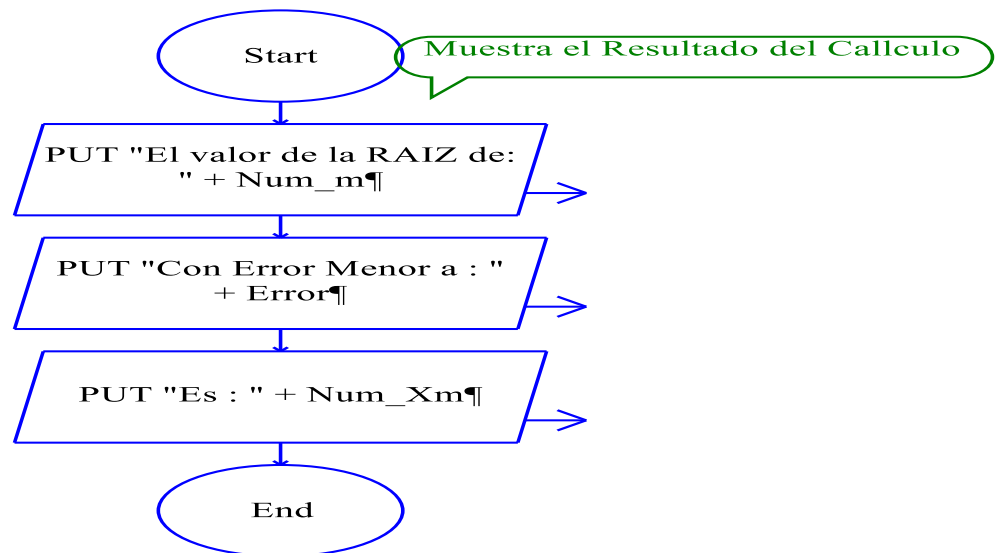 Start
Muestra el Resultado del Callculo
PUT "El valor de la RAIZ de:
" + Num_m¶
PUT "Con Error Menor a : "
+ Error¶
PUT "Es : " + Num_Xm¶
End